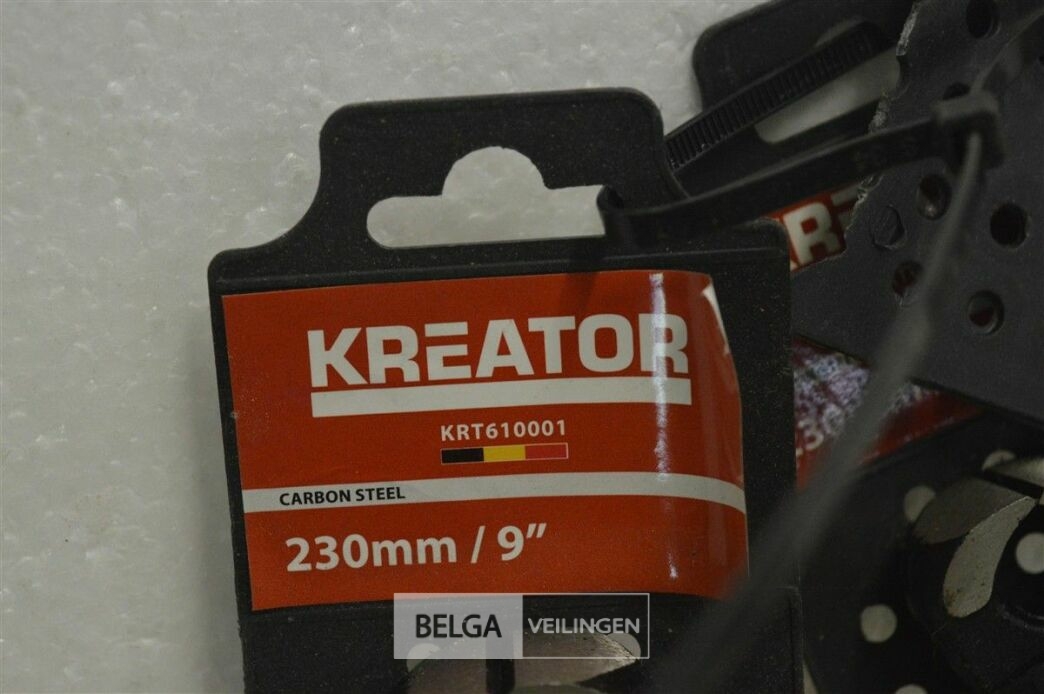 KREATOR
KRT610001
CARBON STEEL
230mm / 9”
BELGA VEILINGEN